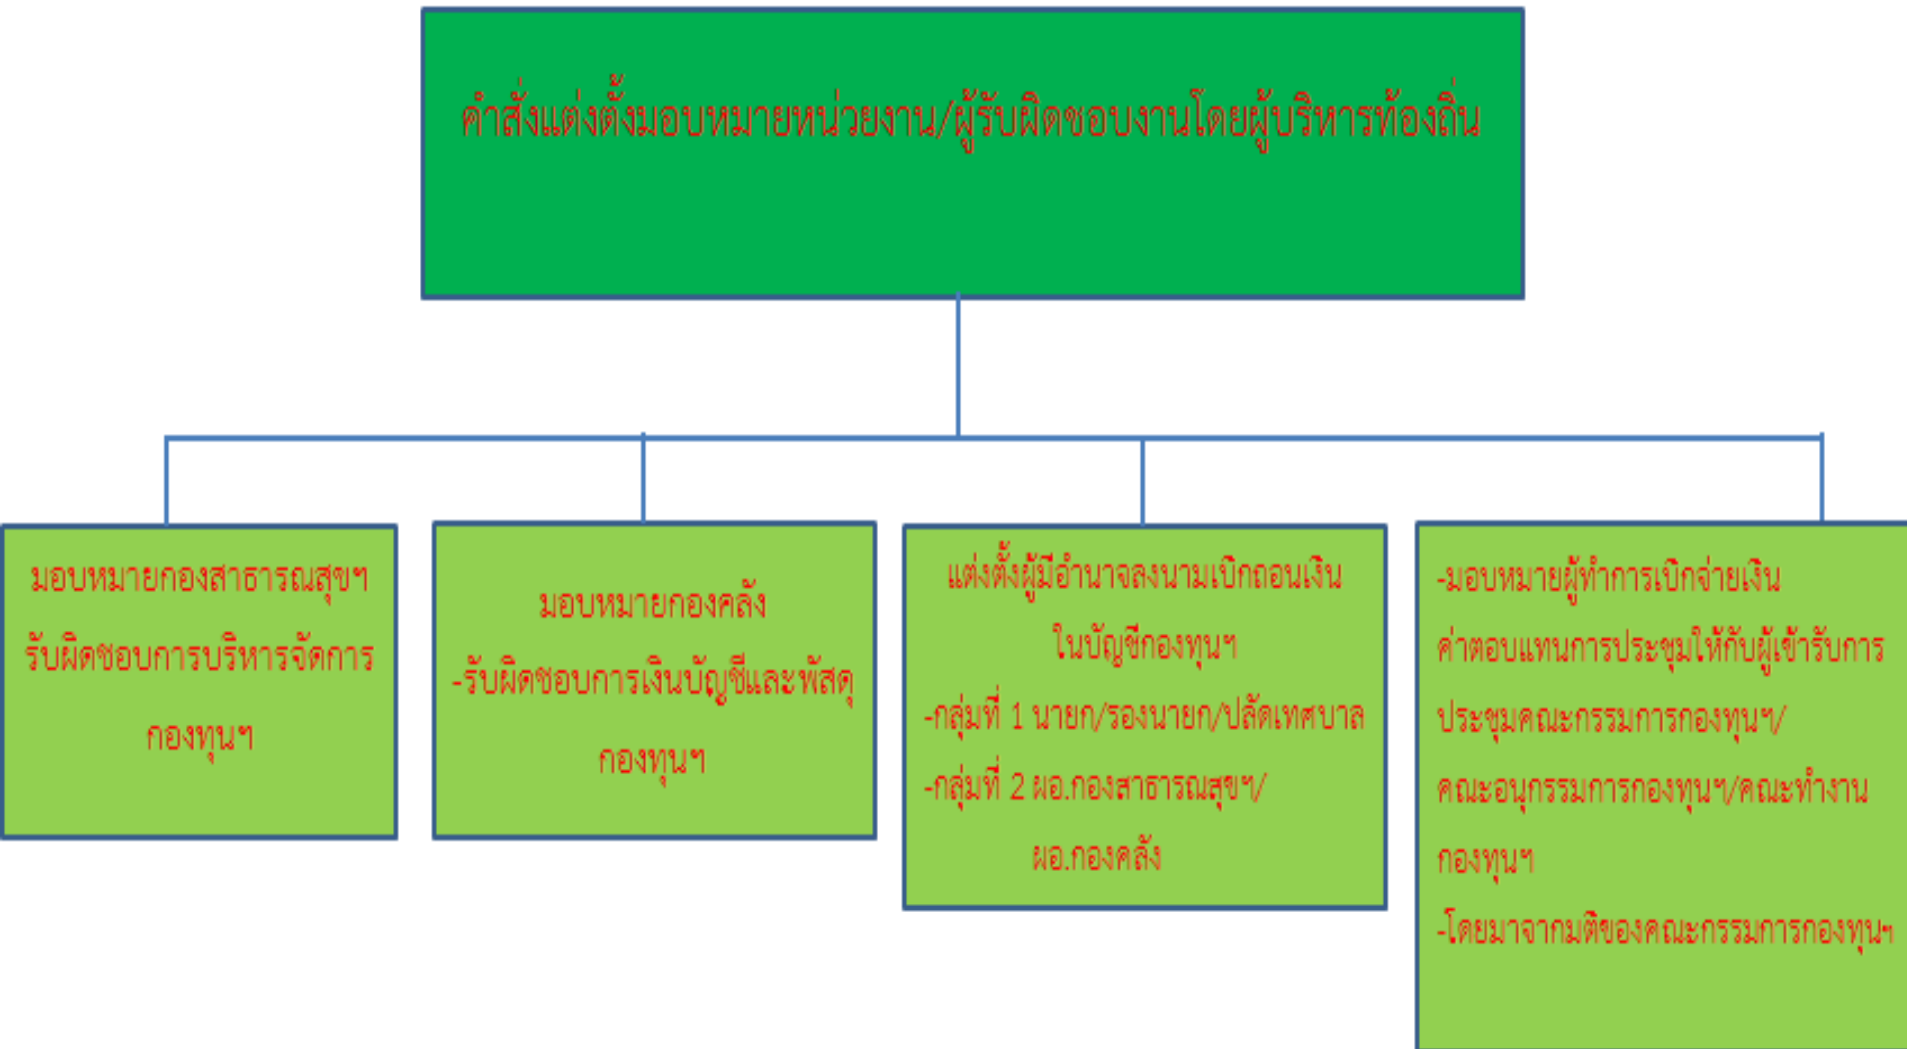 คำสั่งแต่งตั้งมอบหมายหน่วยงาน/ผู้รับผิดชอบงานโดยผู้บริหารท้องถิ่น
มอบหมายกองสาธารณสุขฯ
รับผิดชอบการบริหารจัดการ
กองทุนฯ
มอบหมายกองคลัง
-รับผิดชอบการเงินบัญชีและพัสดุ
กองทุนฯ
แต่งตั้งผู้มีอำนาจลงนามเบิกถอนเงิน
ในบัญชีกองทุนฯ
-กลุ่มที่ 1 นายก/รองนายก/ปลัดเทศบาล
-กลุ่มที่ 2 ผอ.กองสาธารณสุขฯ/
ผอ.กองคลัง
-มอบหมายผู้ทำการเบิกจ่ายเงิน
ค่าตอบแทนการประชุมให้กับผู้เข้ารับการ
ประชุมคณะกรรมการกองทุนฯ/
คณะอนุกรรมการกองทุนฯ/คณะทำงาน
กองทุนฯ
-โดยมาจากมติของคณะกรรมการกองทุนฯ